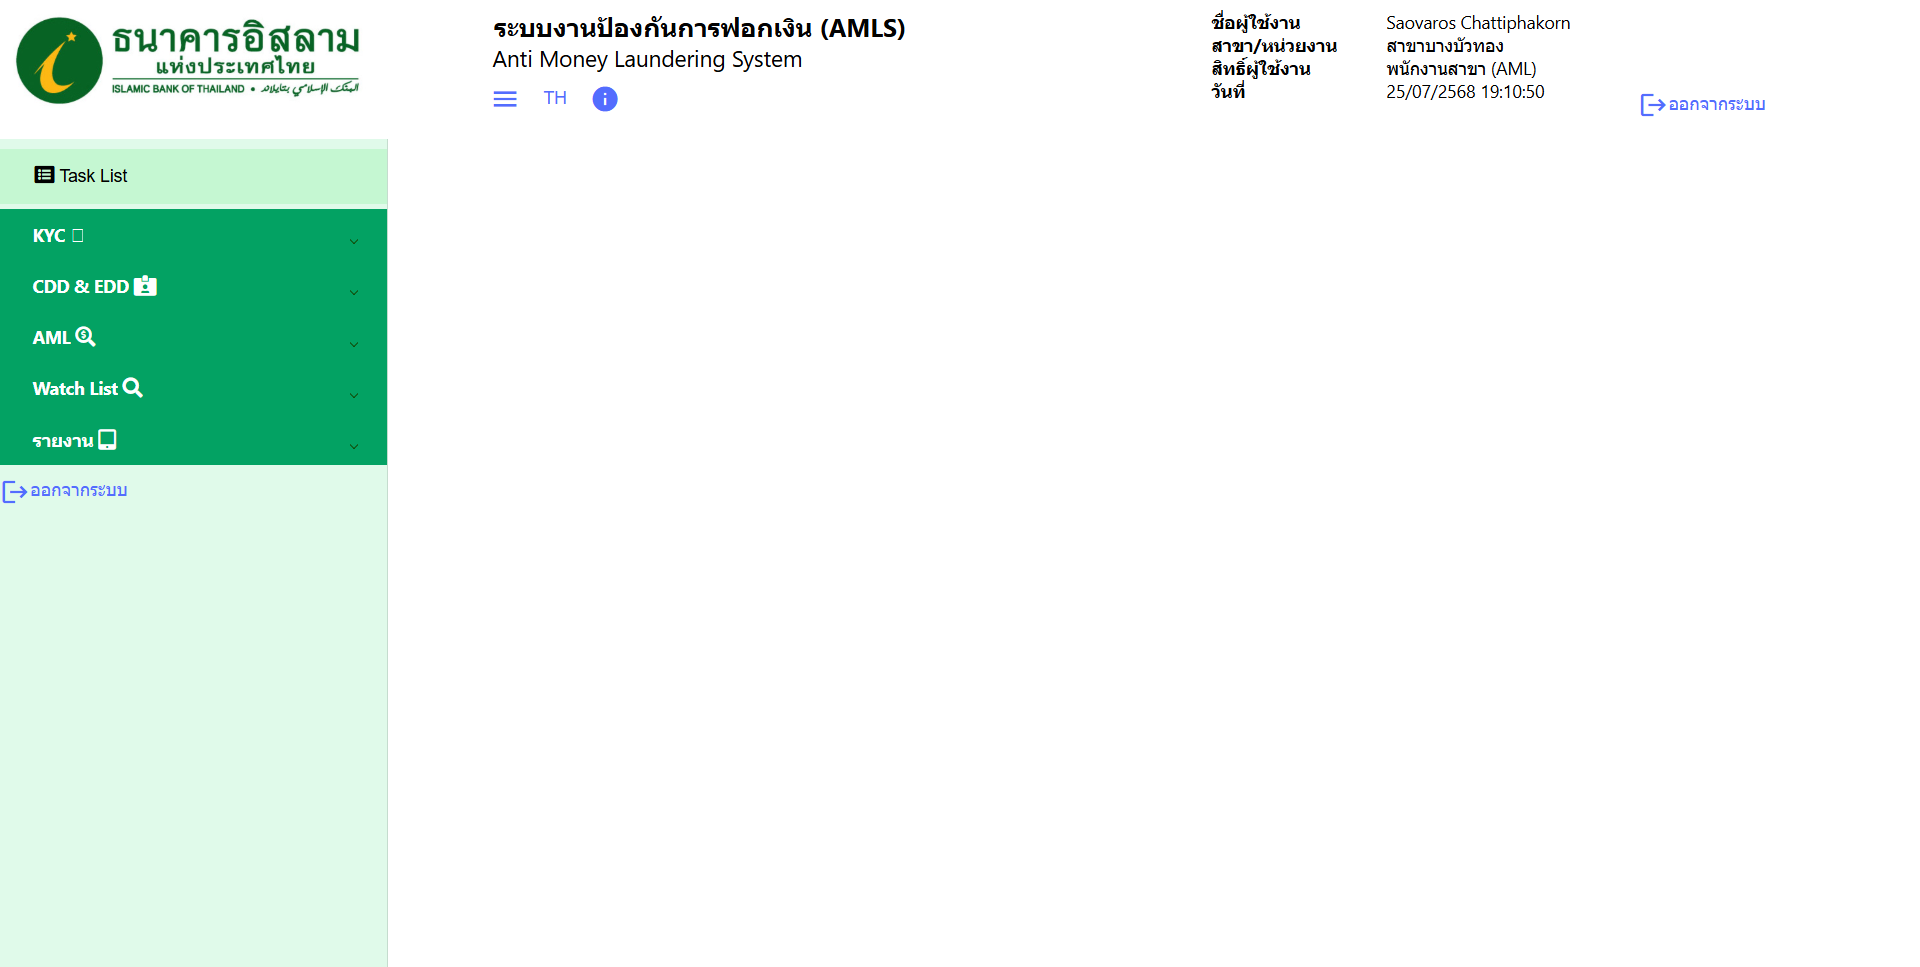 ธนาคารอิสลาม
แห่งประเทศไทย
ISLAMIC BANK OF THAILAND • البنك الإسلامي بتايلاند
ระบบงานป้องกันการฟอกเงิน (AMLS)
Anti Money Laundering System
TH
ชื่อผู้ใช้งาน Saovaros Chattiphakorn
สาขา/หน่วยงาน สาขาบางบัวทอง
สิทธิ์ผู้ใช้งาน พนักงานสาขา (AML)
วันที่ 25/07/2568 19:10:50
ออกจากระบบ
Task List
KYC
CDD & EDD
AML
Watch List
รายงาน
ออกจากระบบ